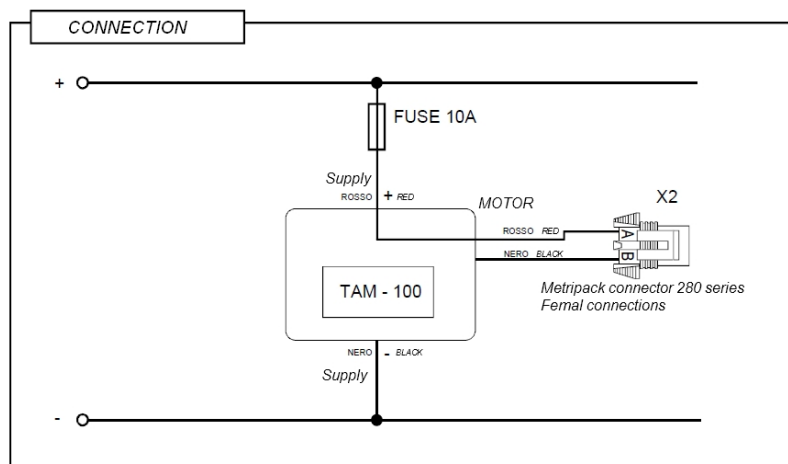 CONNECTION
+
FUSE 10A
Supply
ROSSO + RED
MOTOR
X2
ROSSO RED
A
NERO BLACK
B
TAM - 100
Metripack connector 280 series
Femal connections
NERO - BLACK
Supply
-